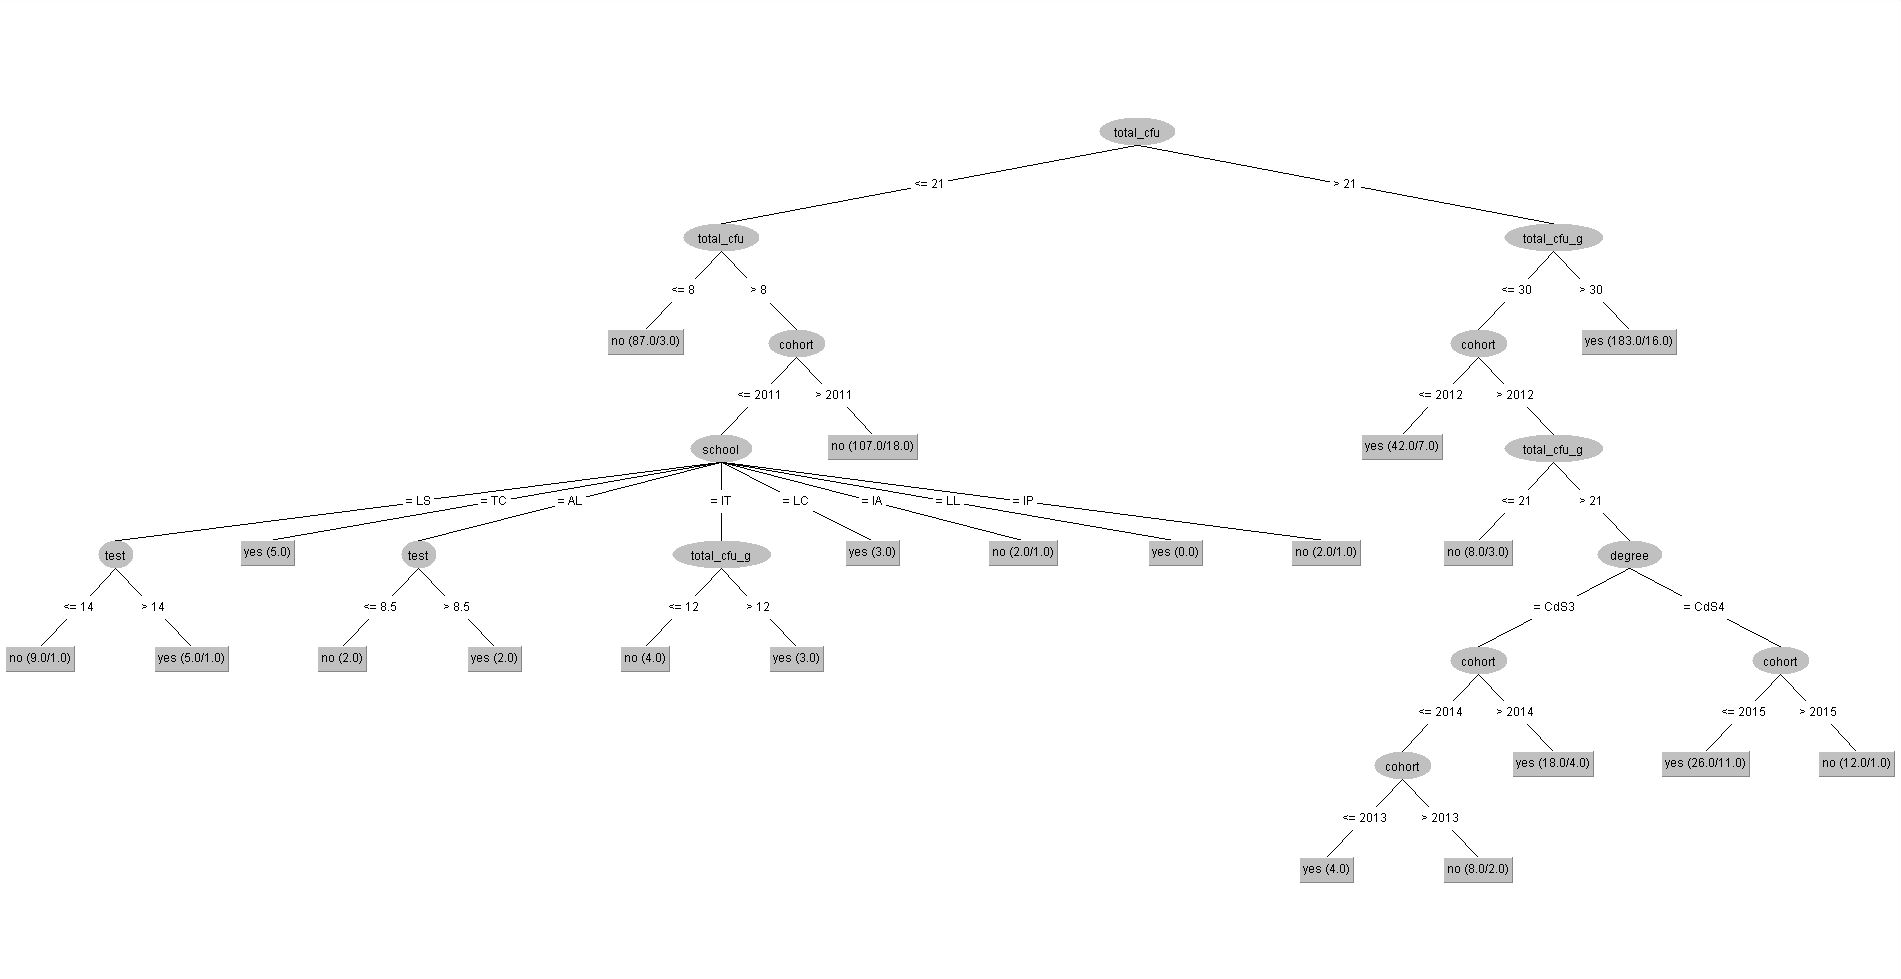 total_cfu
<= 21
> 21
total_cfu
total_cfu_g
<= 8
> 8
<= 30
> 30
no (87.0/3.0)
cohort
cohort
yes (183.0/16.0)
<= 2011
> 2011
<= 2012
> 2012
school
no (107.0/18.0)
yes (42.0/7.0)
total_cfu_g
= LS
= TC
= AL
= IT
= LC
= IA
= LL
= IP
<= 21
> 21
test
yes (5.0)
test
total_cfu_g
yes (3.0)
no (2.0/1.0)
yes (0.0)
no (2.0/1.0)
no (8.0/3.0)
degree
<= 14
> 14
<= 8.5
> 8.5
<= 12
> 12
= CdS3
= CdS4
no (9.0/1.0)
yes (5.0/1.0)
no (2.0)
yes (2.0)
no (4.0)
yes (3.0)
cohort
cohort
<= 2014
> 2014
<= 2015
> 2015
cohort
yes (18.0/4.0)
yes (26.0/11.0)
no (12.0/1.0)
<= 2013
> 2013
yes (4.0)
no (8.0/2.0)